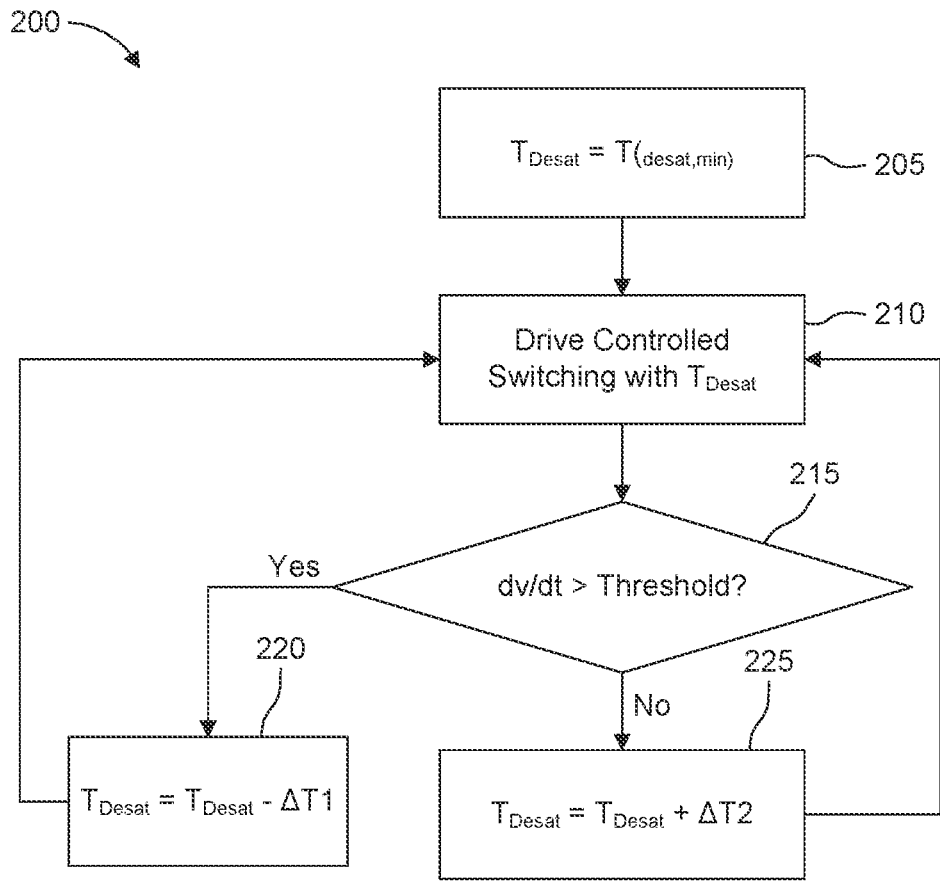 200
T_Desat = T(desat,min)
205
Drive Controlled
Switching with T_Desat
210
215
dv/dt > Threshold?
Yes
No
220
T_Desat = T_Desat - ΔT1
225
T_Desat = T_Desat + ΔT2